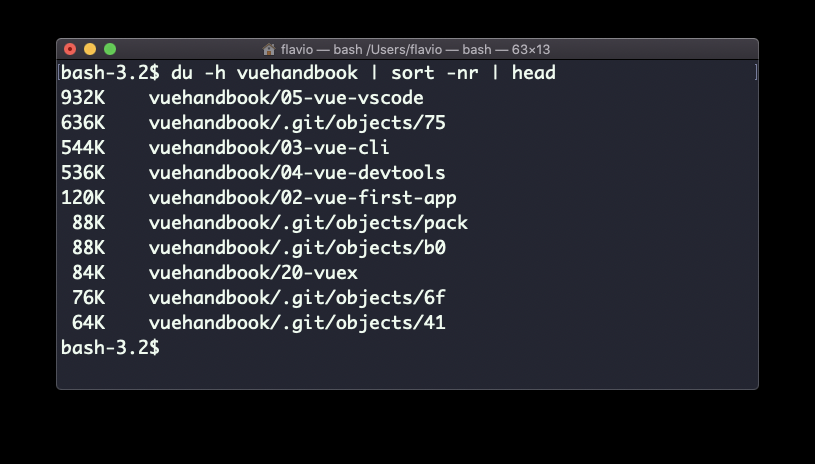 flavio — bash /Users/flavio — bash — 63×13
bash-3.2$ du -h vuehandbook | sort -nr | head
932K    vuehandbook/05-vue-vscode
636K    vuehandbook/.git/objects/75
544K    vuehandbook/03-vue-cli
536K    vuehandbook/04-vue-devtools
120K    vuehandbook/02-vue-first-app
 88K    vuehandbook/.git/objects/pack
 88K    vuehandbook/.git/objects/b0
 84K    vuehandbook/20-vuex
 76K    vuehandbook/.git/objects/6f
 64K    vuehandbook/.git/objects/41
bash-3.2$